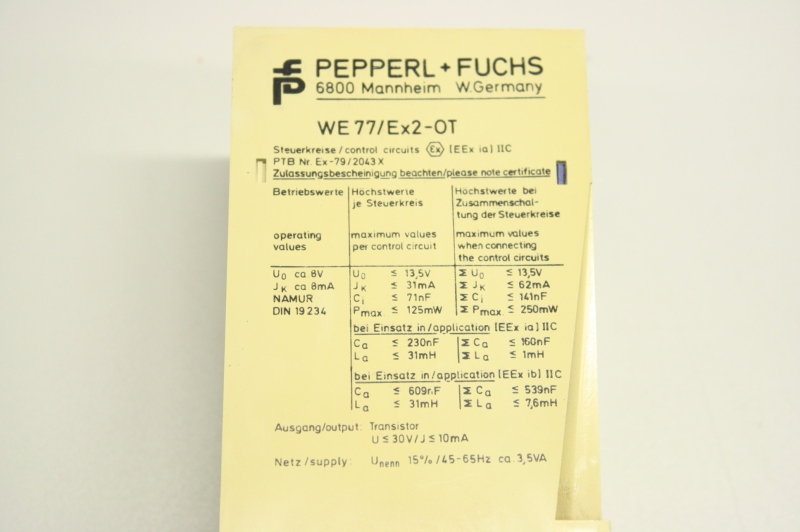 PEPPERL + FUCHS
6800 Mannheim W.Germany
WE 77/Ex2-OT
Steuerkreise/control circuits Ex [EEx ia] IIC
PTB Nr. Ex-79/2043 X
Zulassungsbescheinigung beachten/please note certificate
Betriebswerte Höchstwerte Höchstwerte bei
je Steuerkreis Zusammenschal-
tung der Steuerkreise
operating maximum values maximum values
values per control circuit when connecting
the control circuits
U₀ ca 8V U₀ ≤ 13,5V Σ U₀ ≤ 13,5V
JK ca.8mA JK ≤ 31mA Σ JK ≤ 62mA
NAMUR Ci ≤ 71nF Σ Ci ≤ 141nF
DIN 19234 Pmax ≤ 125mW Σ Pmax ≤ 250mW
bei Einsatz in/application [EEx ia] IIC
Ca ≤ 230nF Σ Ca ≤ 160nF
La ≤ 31mH Σ La ≤ 1mH
bei Einsatz in/application [EEx ib] IIC
Ca ≤ 609nF Σ Ca ≤ 539nF
La ≤ 31mH Σ La ≤ 7,6mH
Ausgang/output: Transistor
U ≤ 30V/J ≤ 10mA
Netz/supply: Unenn 15%/45-65Hz ca. 3,5VA